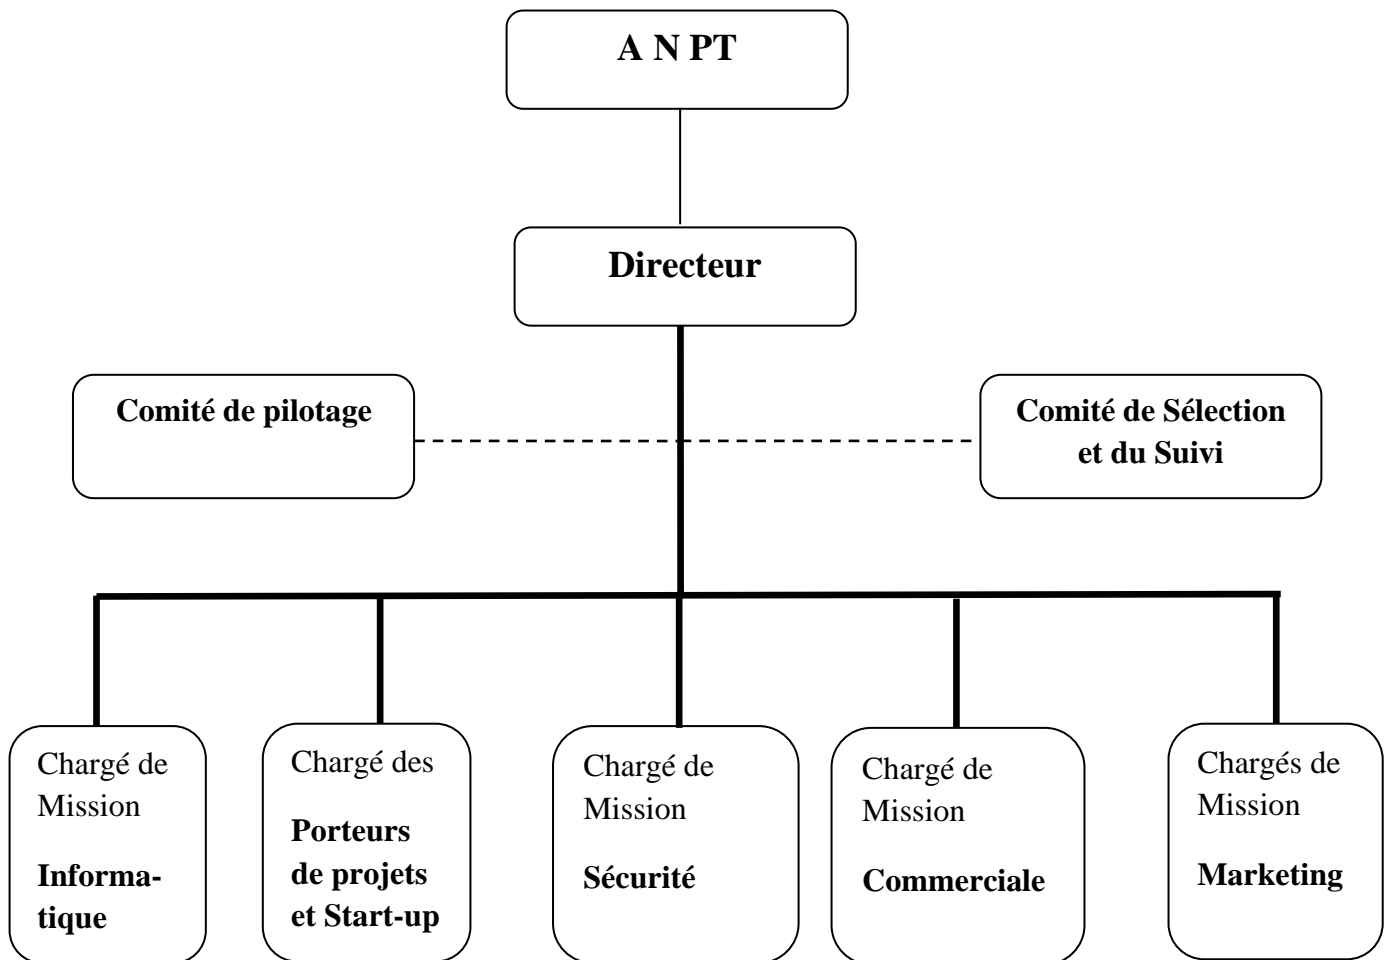 A N PT
Directeur
Comité de pilotage
Comité de Sélection
et du Suivi
Chargé de
Mission
Informa-
tique
Chargé des
Porteurs
de projets
et Start-up
Chargé de
Mission
Sécurité
Chargé de
Mission
Commerciale
Chargés de
Mission
Marketing